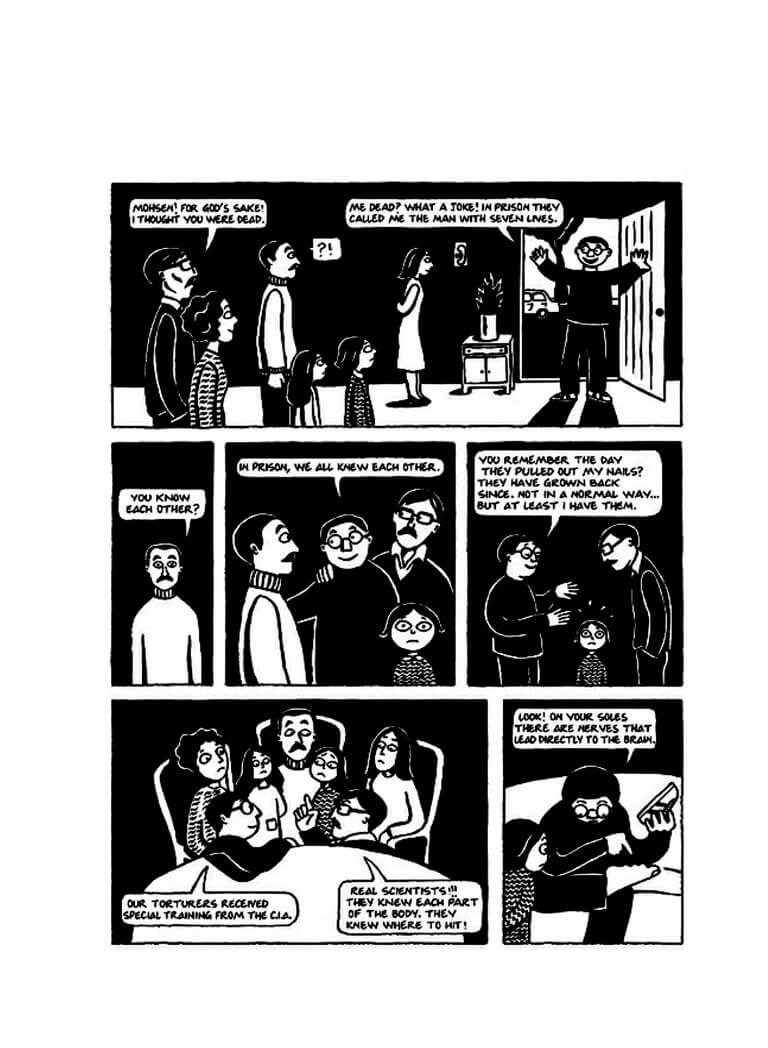 MOHSEN! FOR GOD'S SAKE!
I THOUGHT YOU WERE DEAD.
?!
ME DEAD? WHAT A JOKE! IN PRISON THEY
CALLED ME THE MAN WITH SEVEN LIVES.
YOU KNOW
EACH OTHER?
IN PRISON, WE ALL KNEW EACH OTHER.
YOU REMEMBER THE DAY
THEY PULLED OUT MY NAILS?
THEY HAVE GROWN BACK
SINCE. NOT IN A NORMAL WAY...
BUT AT LEAST I HAVE THEM.
OUR TORTURERS RECEIVED
SPECIAL TRAINING FROM THE C.I.A.
REAL SCIENTISTS!!!
THEY KNEW EACH PART
OF THE BODY. THEY
KNEW WHERE TO HIT!
LOOK! ON YOUR SOLES
THERE ARE NERVES THAT
LEAD DIRECTLY TO THE BRAIN.